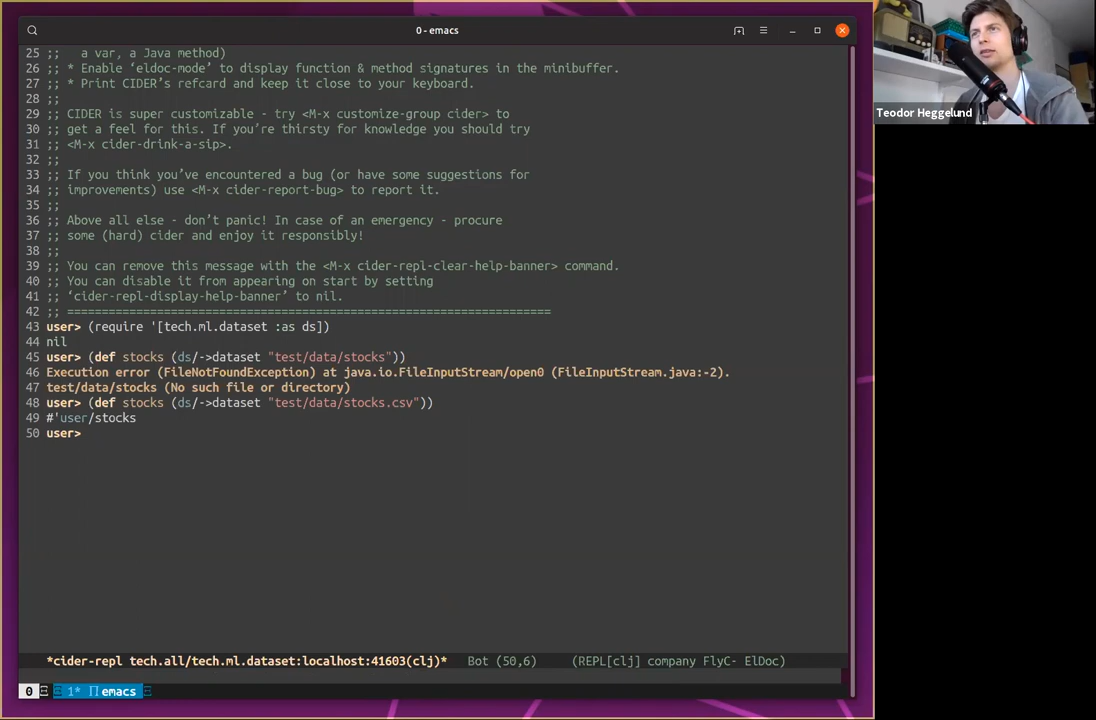 0 - emacs
25 ;;   a var, a Java method)
26 ;; * Enable ‘eldoc-mode’ to display function & method signatures in the minibuffer.
27 ;; * Print CIDER’s refcard and keep it close to your keyboard.
28 ;;
29 ;; CIDER is super customizable - try <M-x customize-group cider> to
30 ;; get a feel for this. If you’re thirsty for knowledge you should try
31 ;; <M-x cider-drink-a-sip>.
32 ;;
33 ;; If you think you’ve encountered a bug (or have some suggestions for
34 ;; improvements) use <M-x cider-report-bug> to report it.
35 ;;
36 ;; Above all else - don’t panic! In case of an emergency - procure
37 ;; some (hard) cider and enjoy it responsibly!
38 ;;
39 ;; You can remove this message with the <M-x cider-repl-clear-help-banner> command.
40 ;; You can disable it from appearing on start by setting
41 ;; ‘cider-repl-display-help-banner’ to nil.
42 ;; ======================================================================
43 user> (require '[tech.ml.dataset :as ds])
44 nil
45 user> (def stocks (ds/->dataset "test/data/stocks"))
46 Execution error (FileNotFoundException) at java.io.FileInputStream/open0 (FileInputStream.java:-2).
47 test/data/stocks (No such file or directory)
48 user> (def stocks (ds/->dataset "test/data/stocks.csv"))
49 #'user/stocks
50 user>
*cider-repl tech.all/tech.ml.dataset:localhost:41603(clj)*   Bot (50,6)   (REPL[clj] company FlyC- ElDoc)
0 1* emacs
Teodor Heggelund